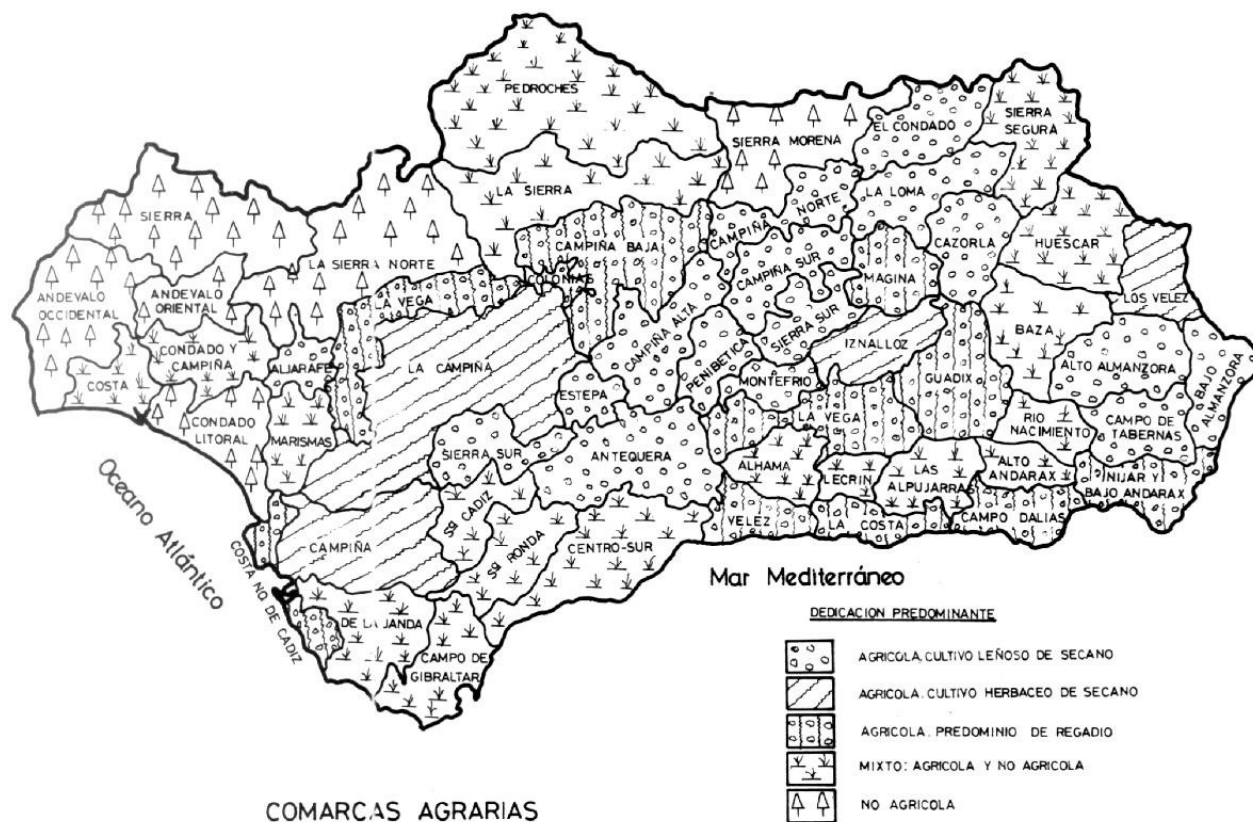 PEDROCHES
SIERRA MORENA
EL CONDADO
SIERRA
SEGURA
LA SIERRA
LA LOMA
NORTE
CAMPIÑA
SIERRA
CAMPIÑA BAJA
CAZORLA
HUESCAR
LA SIERRA NORTE
CAMPIÑA SUR
MAGINA
COLONIAS
LOS VELEZ
ANDEVALO
OCCIDENTAL
ANDEVALO
ORIENTAL
LA VEGA
CAMPIÑA ALTA
SIERRA SUR
BAZA
CONDADO Y
CAMPIÑA
ALJARAFE
LA CAMPIÑA
PENIBETICA
IZNALLOZ
ALTO ALMANZORA
BAJO
ALMANZORA
COSTA
MONTEFRIO
GUADIX
ESTEPA
CONDADO
LITORAL
MARISMAS
LA VEGA
RIO
NACIMIENTO
CAMPO DE
TABERNAS
SIERRA SUR
ANTEQUERA
ALHAMA
LECRIN
LAS
ALPUJARRAS
ALTO
ANDARAX
INIJAR Y
BAJO ANDARAX
Sª CADIZ
VELEZ
LA COSTA
CAMPO DALIAS
CAMPIÑA
Sª RONDA
CENTRO-SUR
Oceano Atlántico
COSTA NO. DE CADIZ
Mar Mediterráneo
DE LA JANDA
CAMPO DE
GIBRALTAR
DEDICACION PREDOMINANTE
AGRICOLA. CULTIVO LEÑOSO DE SECANO
AGRICOLA. CULTIVO HERBACEO DE SECANO
AGRICOLA. PREDOMINIO DE REGADIO
MIXTO: AGRICOLA Y NO AGRICOLA
NO AGRICOLA
COMARCAS AGRARIAS